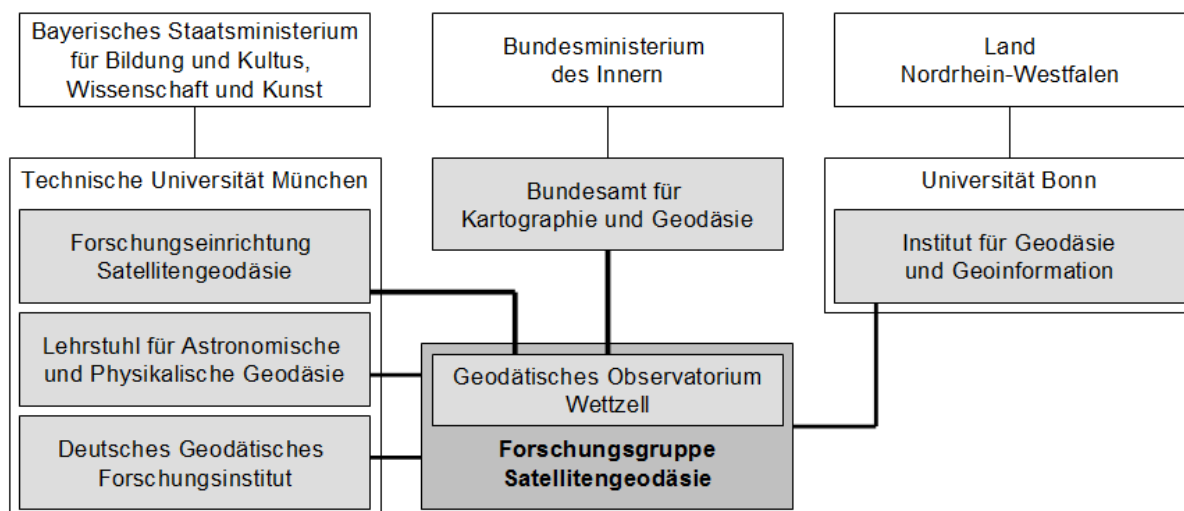 Bayerisches Staatsministerium
für Bildung und Kultus,
Wissenschaft und Kunst
Bundesministerium
des Innern
Land
Nordrhein-Westfalen
Technische Universität München
Forschungseinrichtung
Satellitengeodäsie
Lehrstuhl für Astronomische
und Physikalische Geodäsie
Deutsches Geodätisches
Forschungsinstitut
Bundesamt für
Kartographie und Geodäsie
Geodätisches Observatorium
Wettzell
Forschungsgruppe
Satellitengeodäsie
Universität Bonn
Institut für Geodäsie
und Geoinformation